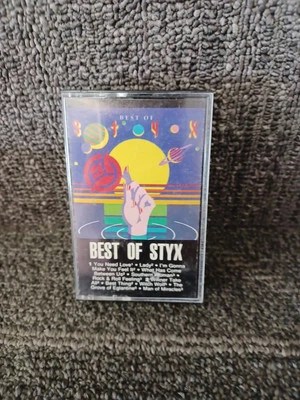 BEST OF
STYX
BEST OF STYX
You Need Love • Lady • I'm Gonna
Make You Feel It • What Has Come
Between Us • Southern Woman
Rock & Roll Feeling • Winner Take
All • Best Thing • Witch Wolf • The
Grove of Eglantine • Man of Miracles